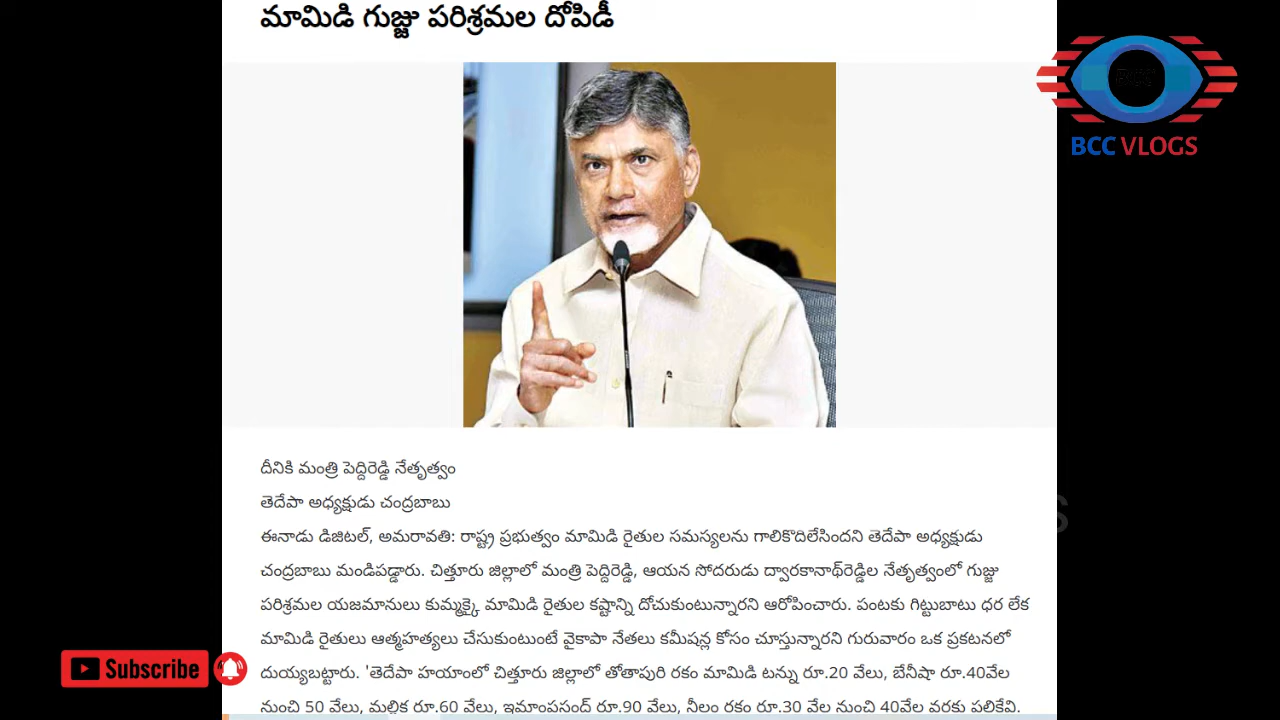 మామిడి గుజ్జు పరిశ్రమల దోపిడీ
BCC VLOGS
దీనికి మంత్రి పెద్దిరెడ్డి నేతృత్వం
తెదేపా అధ్యక్షుడు చంద్రబాబు
ఈనాడు డిజిటల్, అమరావతి: రాష్ట్ర ప్రభుత్వం మామిడి రైతుల సమస్యలను గాలికొదిలేసిందని తెదేపా అధ్యక్షుడు
చంద్రబాబు మండిపడ్డారు. చిత్తూరు జిల్లాలో మంత్రి పెద్దిరెడ్డి, ఆయన సోదరుడు ద్వారకానాథ్‌రెడ్డిల నేతృత్వంలో గుజ్జు
పరిశ్రమల యజమానులు కుమ్మక్కై మామిడి రైతుల కష్టాన్ని దోచుకుంటున్నారని ఆరోపించారు. పంటకు గిట్టుబాటు ధర లేక
మామిడి రైతులు ఆత్మహత్యలు చేసుకుంటుంటే వైకాపా నేతలు కమీషన్ల కోసం చూస్తున్నారని గురువారం ఒక ప్రకటనలో
దుయ్యబట్టారు. 'తెదేపా హయాంలో చిత్తూరు జిల్లాలో తోతాపురి రకం మామిడి టన్ను రూ.20 వేలు, బేనీషా రూ.40వేల
నుంచి 50 వేలు, మల్లిక రూ.60 వేలు, ఇమాంపసంద్ రూ.90 వేలు, నీలం రకం రూ.30 వేల నుంచి 40వేల వరకు పలికేవి.
Subscribe